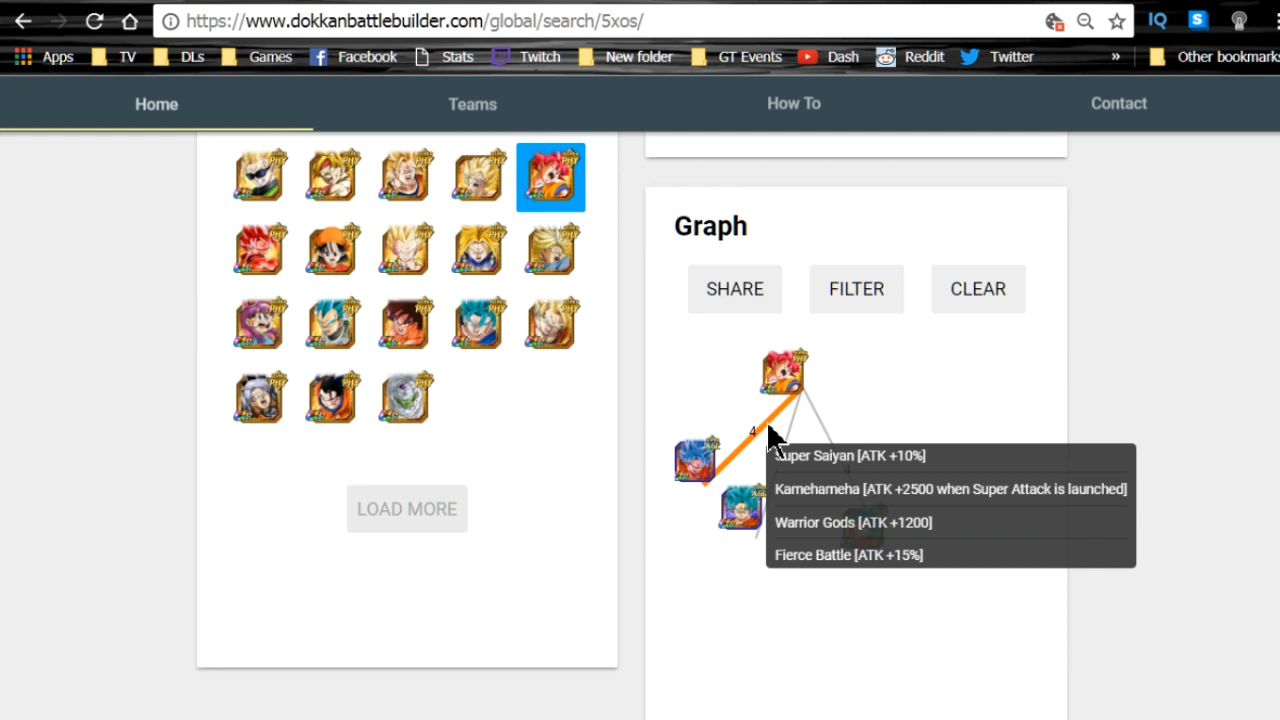 https://www.dokkanbattlebuilder.com/global/search/5xos/
IQ
S
Apps TV DLs Games Facebook Stats Twitch New folder GT Events Dash Reddit Twitter » Other bookmarks
Home Teams How To Contact
Graph
SHARE FILTER CLEAR
4
Super Saiyan [ATK +10%]
Kamehameha [ATK +2500 when Super Attack is launched]
Warrior Gods [ATK +1200]
Fierce Battle [ATK +15%]
LOAD MORE